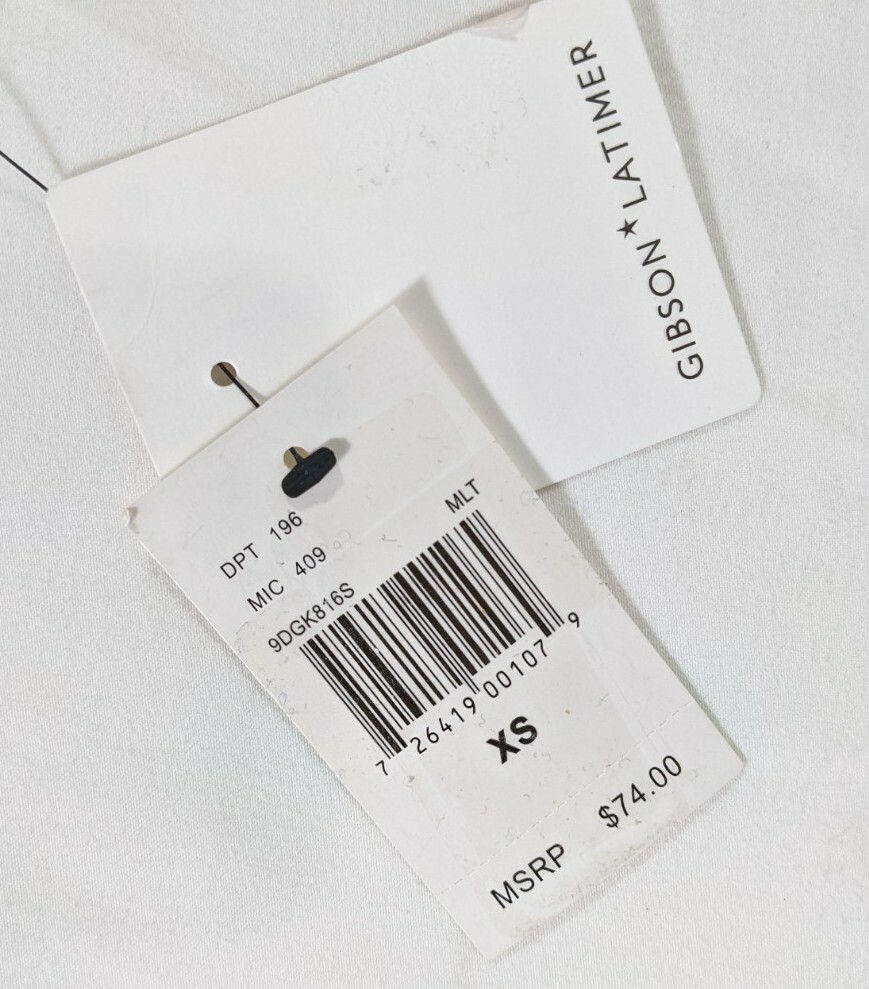 GIBSON★LATIMER
DPT 196
MIC 409
9DGK816S MLT
7 26419 00107 9
XS
MSRP $74.00